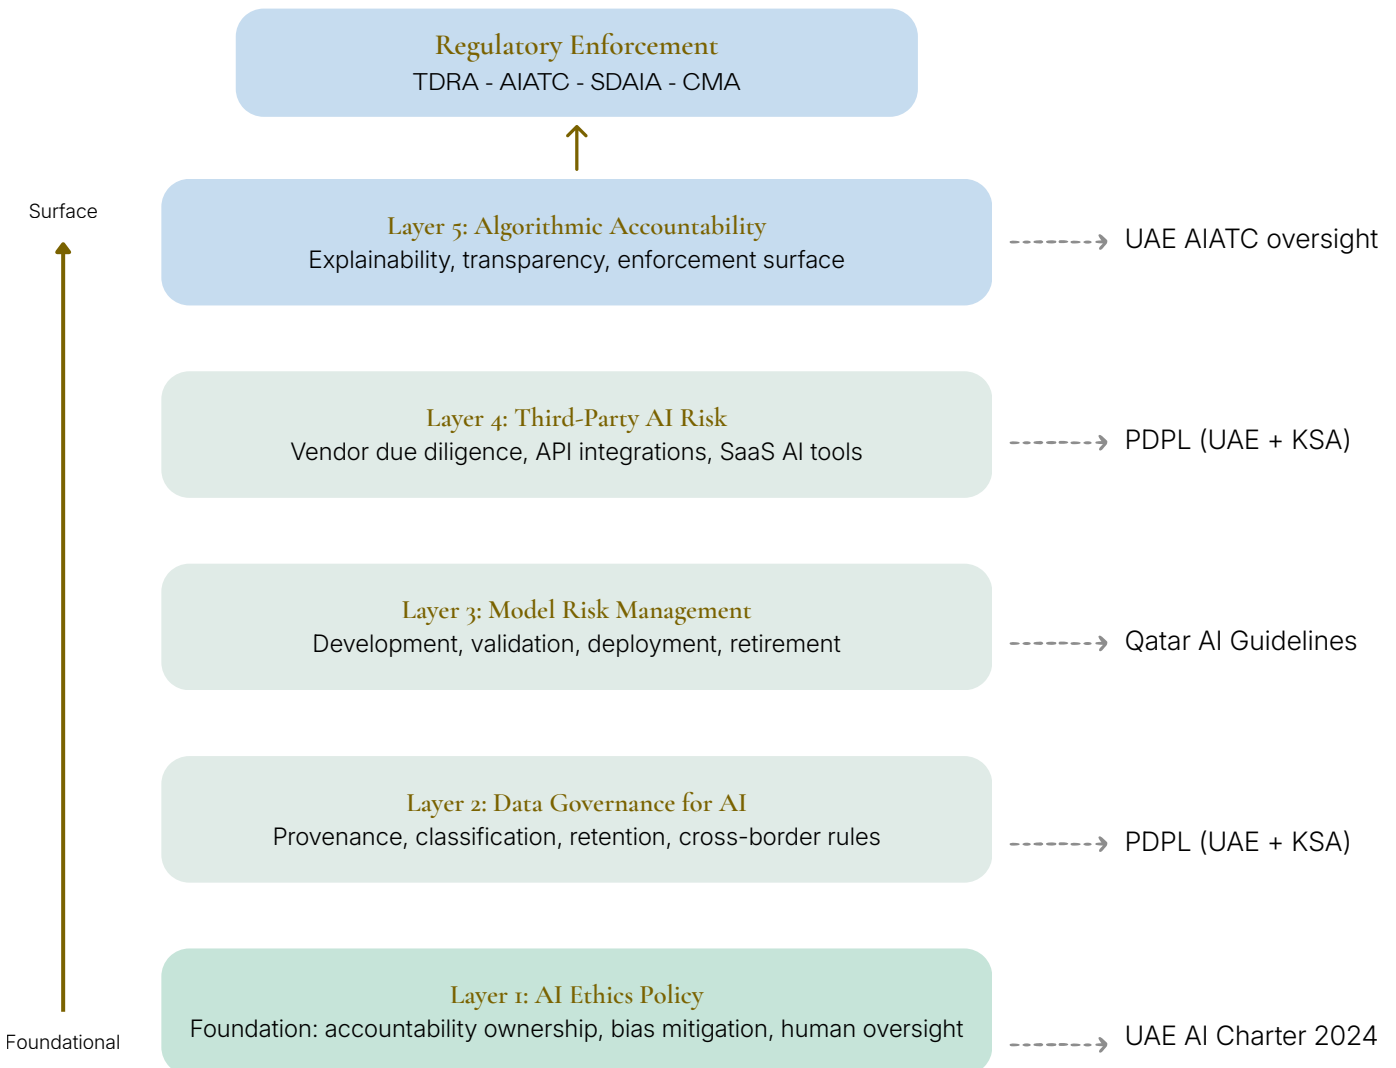 Regulatory Enforcement
TDRA - AIATC - SDAIA - CMA
Surface
Layer 5: Algorithmic Accountability
Explainability, transparency, enforcement surface
UAE AIATC oversight
Layer 4: Third-Party AI Risk
Vendor due diligence, API integrations, SaaS AI tools
PDPL (UAE + KSA)
Layer 3: Model Risk Management
Development, validation, deployment, retirement
Qatar AI Guidelines
Layer 2: Data Governance for AI
Provenance, classification, retention, cross-border rules
PDPL (UAE + KSA)
Layer 1: AI Ethics Policy
Foundation: accountability ownership, bias mitigation, human oversight
UAE AI Charter 2024
Foundational